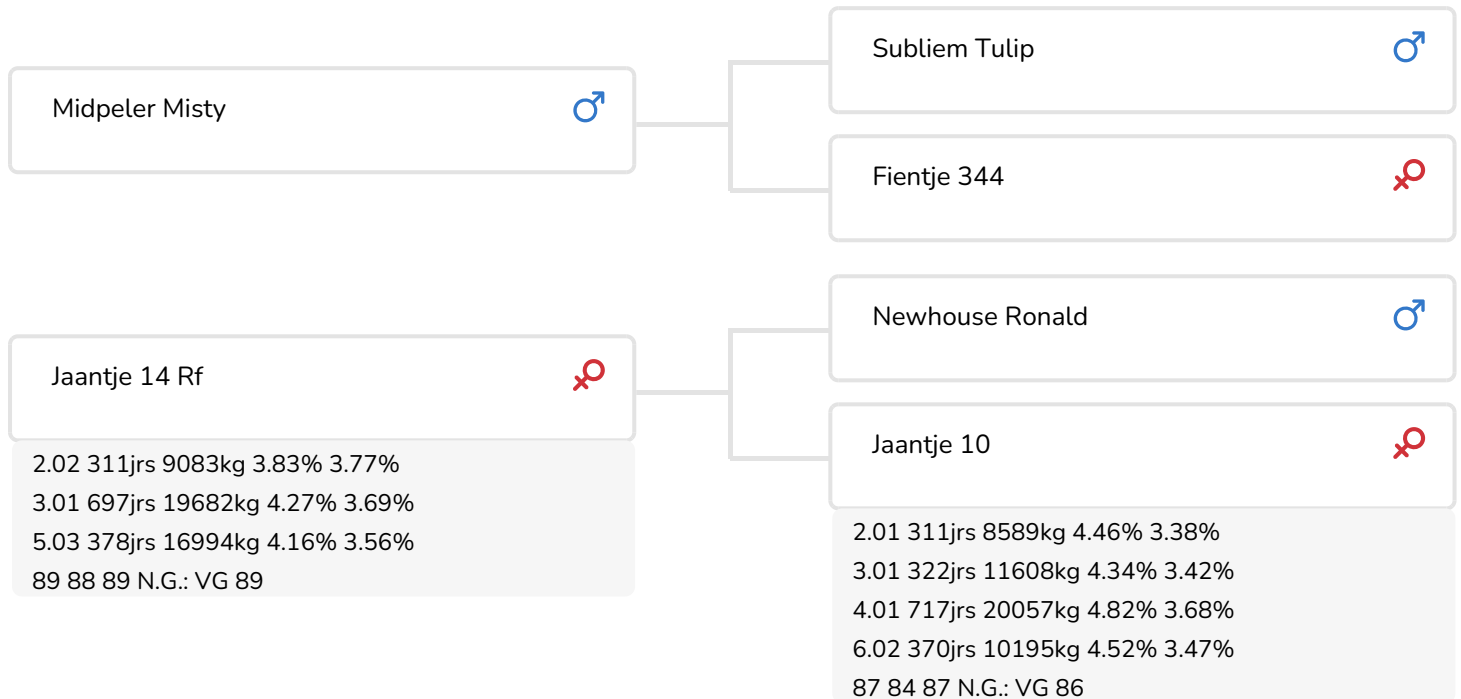 Midpeler Misty
Subliem Tulip
Fientje 344
Jaantje 14 Rf
2.02 311jrs 9083kg 3.83% 3.77%
3.01 697jrs 19682kg 4.27% 3.69%
5.03 378jrs 16994kg 4.16% 3.56%
89 88 89 N.G.: VG 89
Newhouse Ronald
Jaantje 10
2.01 311jrs 8589kg 4.46% 3.38%
3.01 322jrs 11608kg 4.34% 3.42%
4.01 717jrs 20057kg 4.82% 3.68%
6.02 370jrs 10195kg 4.52% 3.47%
87 84 87 N.G.: VG 86